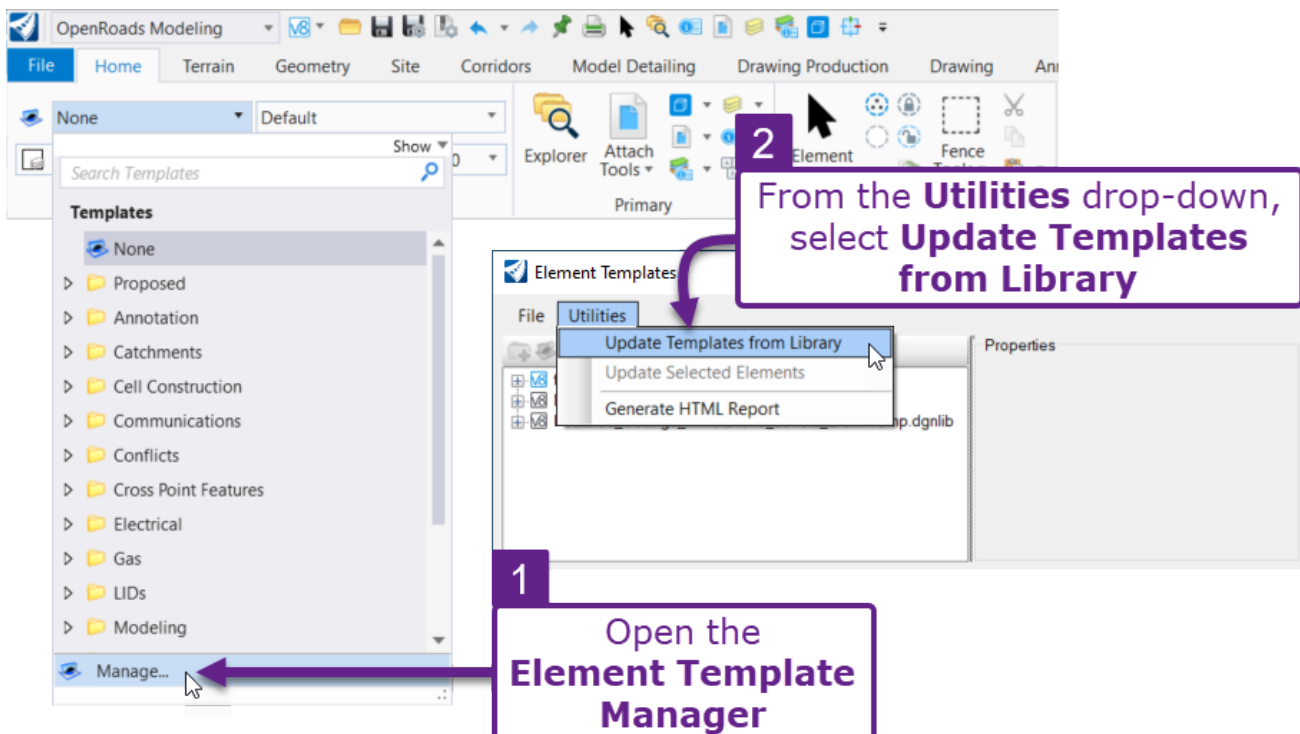 OpenRoads Modeling
File Home Terrain Geometry Site Corridors Model Detailing Drawing Production Drawing
None Default
Show
Search Templates
Templates
None
Proposed
Annotation
Catchments
Cell Construction
Communications
Conflicts
Cross Point Features
Electrical
Gas
LIDs
Modeling
Manage...
0
Explorer
Attach
Tools
Primary
Element
Fence
2
From the Utilities drop-down,
select Update Templates
from Library
Element Templates
File Utilities
Update Templates from Library
Update Selected Elements
Generate HTML Report
Properties
mp.dgnlib
1
Open the
Element Template
Manager